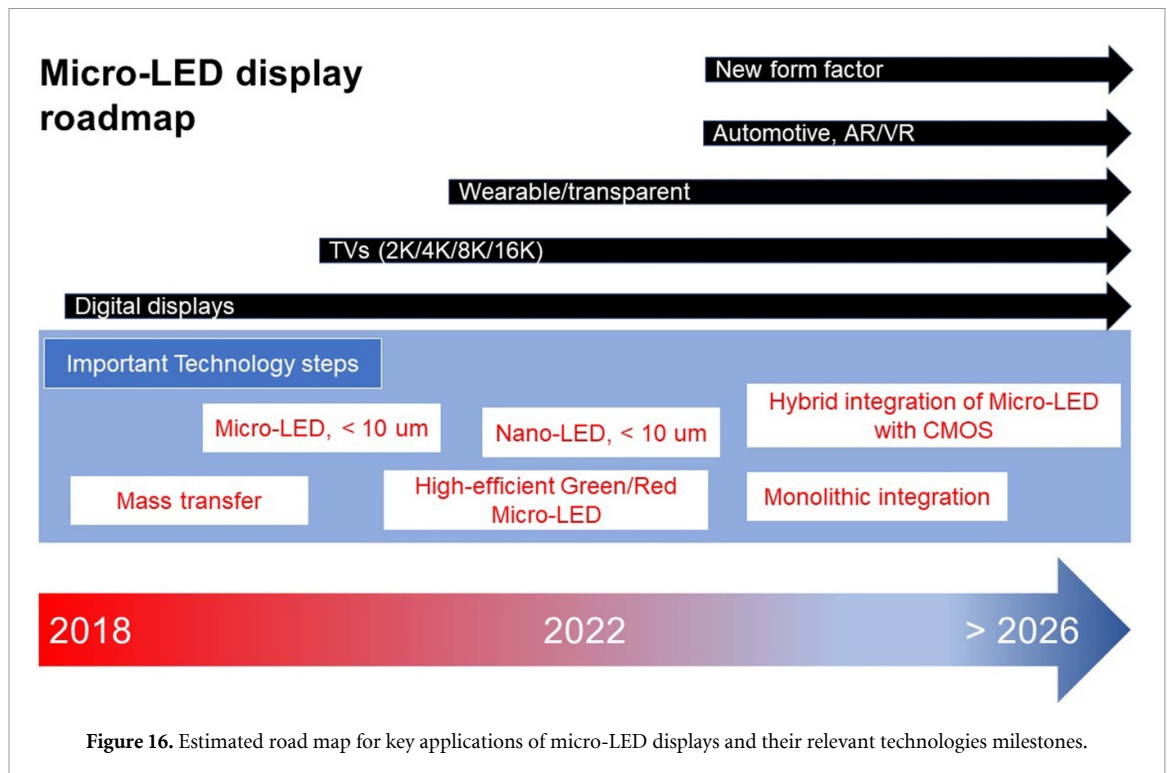 Micro-LED display
roadmap
New form factor
Automotive, AR/VR
Wearable/transparent
TVs (2K/4K/8K/16K)
Digital displays
Important Technology steps
Micro-LED, < 10 um
Nano-LED, < 10 um
Hybrid integration of Micro-LED
with CMOS
Mass transfer
High-efficient Green/Red
Micro-LED
Monolithic integration
2018
2022
> 2026
Figure 16. Estimated road map for key applications of micro-LED displays and their relevant technologies milestones.